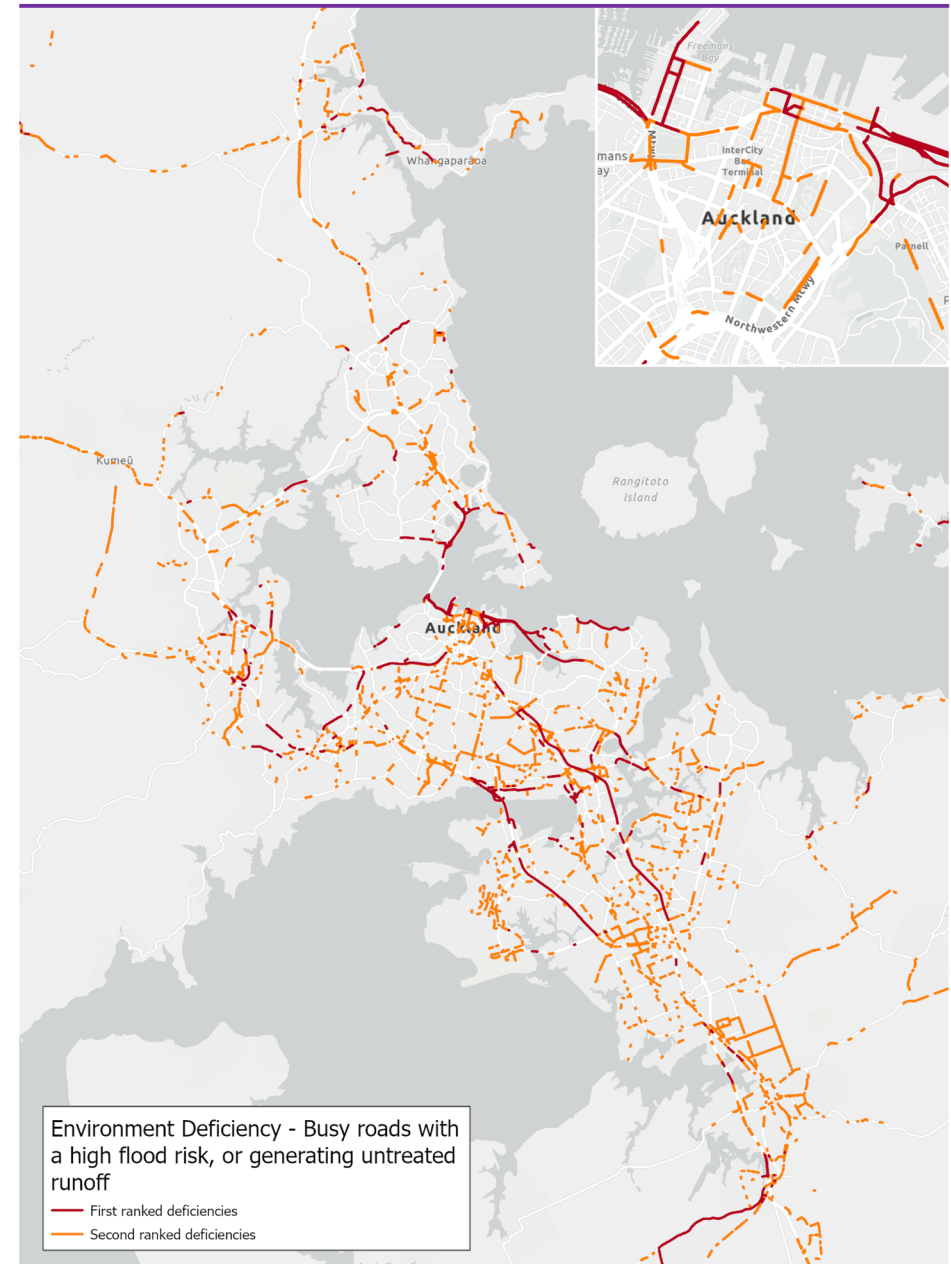 Freemans
Bay
Mtwy
mans
ay
InterCity
Bus
Terminal
Auckland
Parnell
Northwestern Mtwy
Whangaparāoa
Kumeū
Rangitoto
Island
Auckland
Environment Deficiency - Busy roads with
a high flood risk, or generating untreated
runoff
First ranked deficiencies
Second ranked deficiencies